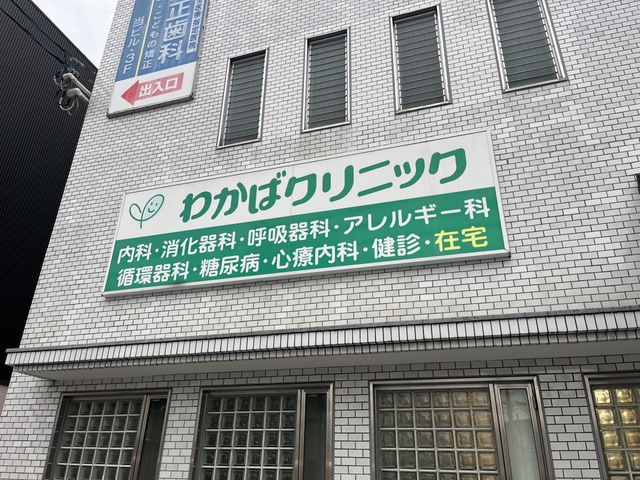 正歯科
・こどもの矯正
当ビル・3F
出入口
わかばクリニック
内科・消化器科・呼吸器科・アレルギー科
循環器科・糖尿病・心療内科・健診・在宅